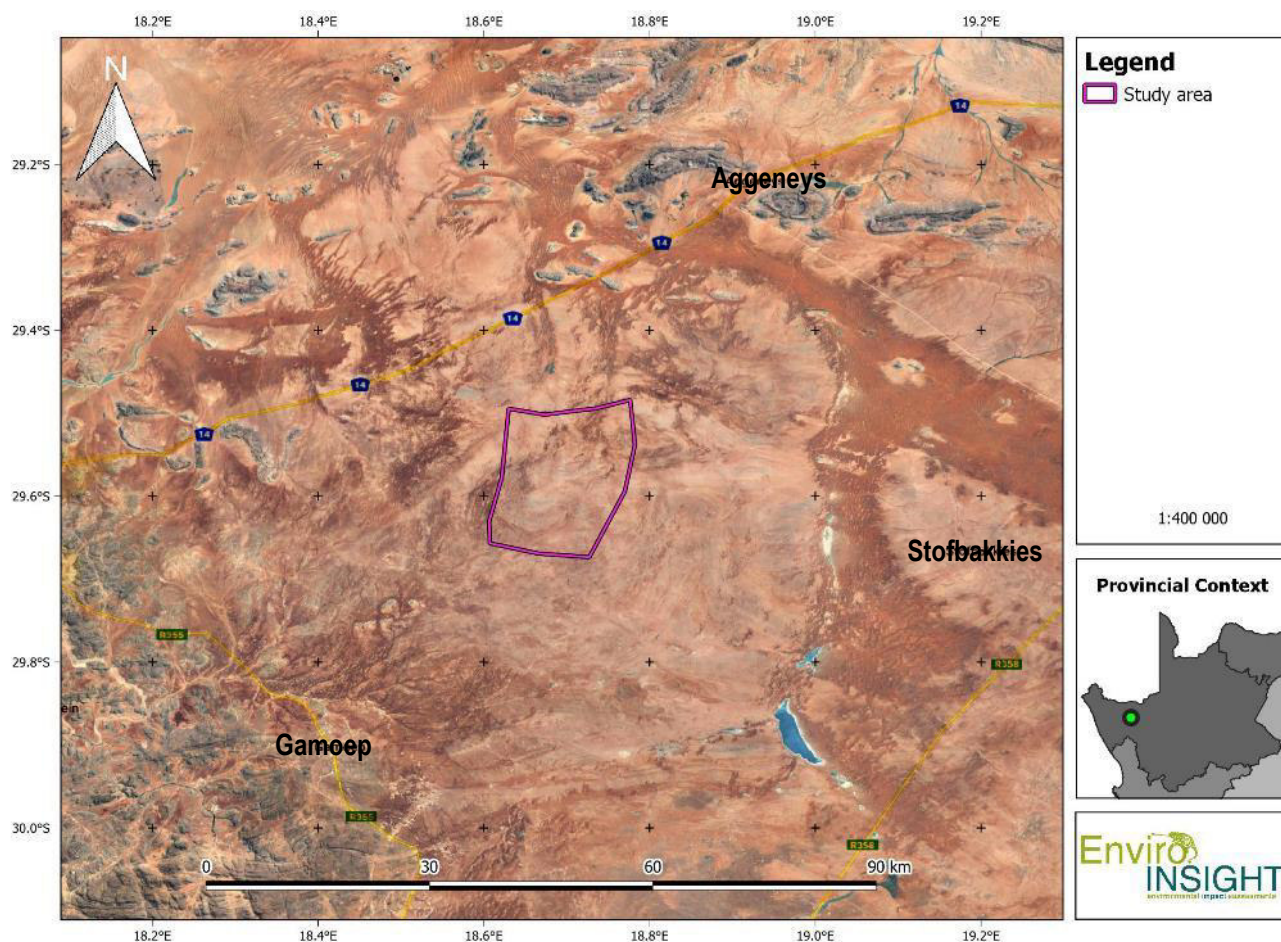 18.2°E 18.4°E 18.6°E 18.8°E 19.0°E 19.2°E
N
14
29.2°S
Aggeneys
14
14
29.4°S
14
14
29.6°S
Stofbakkies
R355
29.8°S
R358
Gamoep
R355
30.0°S
R358
0 30 60 90 km
18.2°E 18.4°E 18.6°E 18.8°E 19.0°E 19.2°E
Legend
Study area
1:400 000
Provincial Context
Enviro
INSIGHT
environmental impact assessments